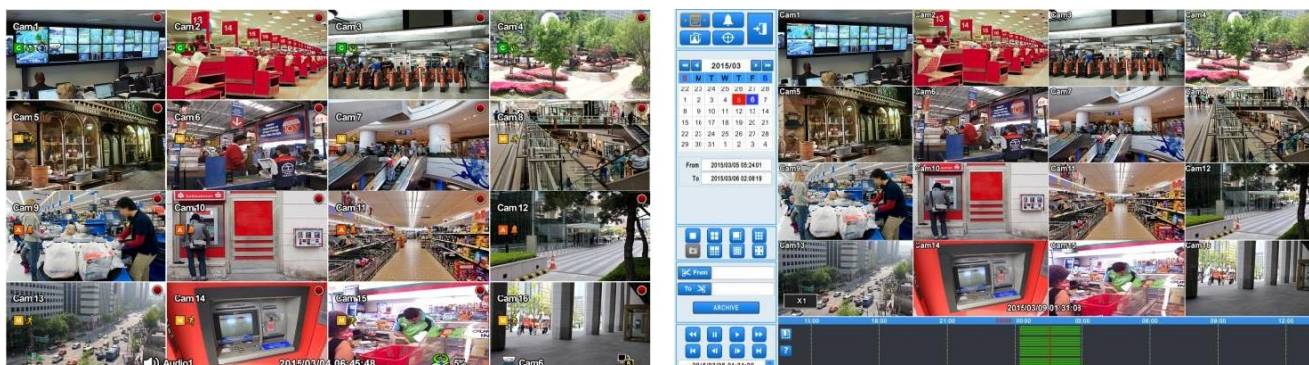 Cam1
Cam2
Cam3
Cam4
Cam5
Cam6
Cam7
Cam8
Cam9
Cam10
Cam11
Cam12
Cam13
Cam14
Cam15
Cam16
Audio1
2015/03/04 06:45:48
5%
Cam6
2015/03
S M T W T F S
22 23 24 25 26 27 28
1 2 3 4 5 6 7
8 9 10 11 12 13 14
15 16 17 18 19 20 21
22 23 24 25 26 27 28
29 30 31 1 2 3 4
From 2015/03/05 05:24:01
To 2015/03/06 02:08:19
From
To
ARCHIVE
Cam1
Cam2
Cam3
Cam4
Cam5
Cam6
Cam7
Cam8
Cam9
Cam10
Cam11
Cam12
Cam13
Cam14
Cam15
Cam16
X1
2015/03/09 01:31:08
15:00 18:00 21:00 00:00 03:00 06:00 09:00 12:00